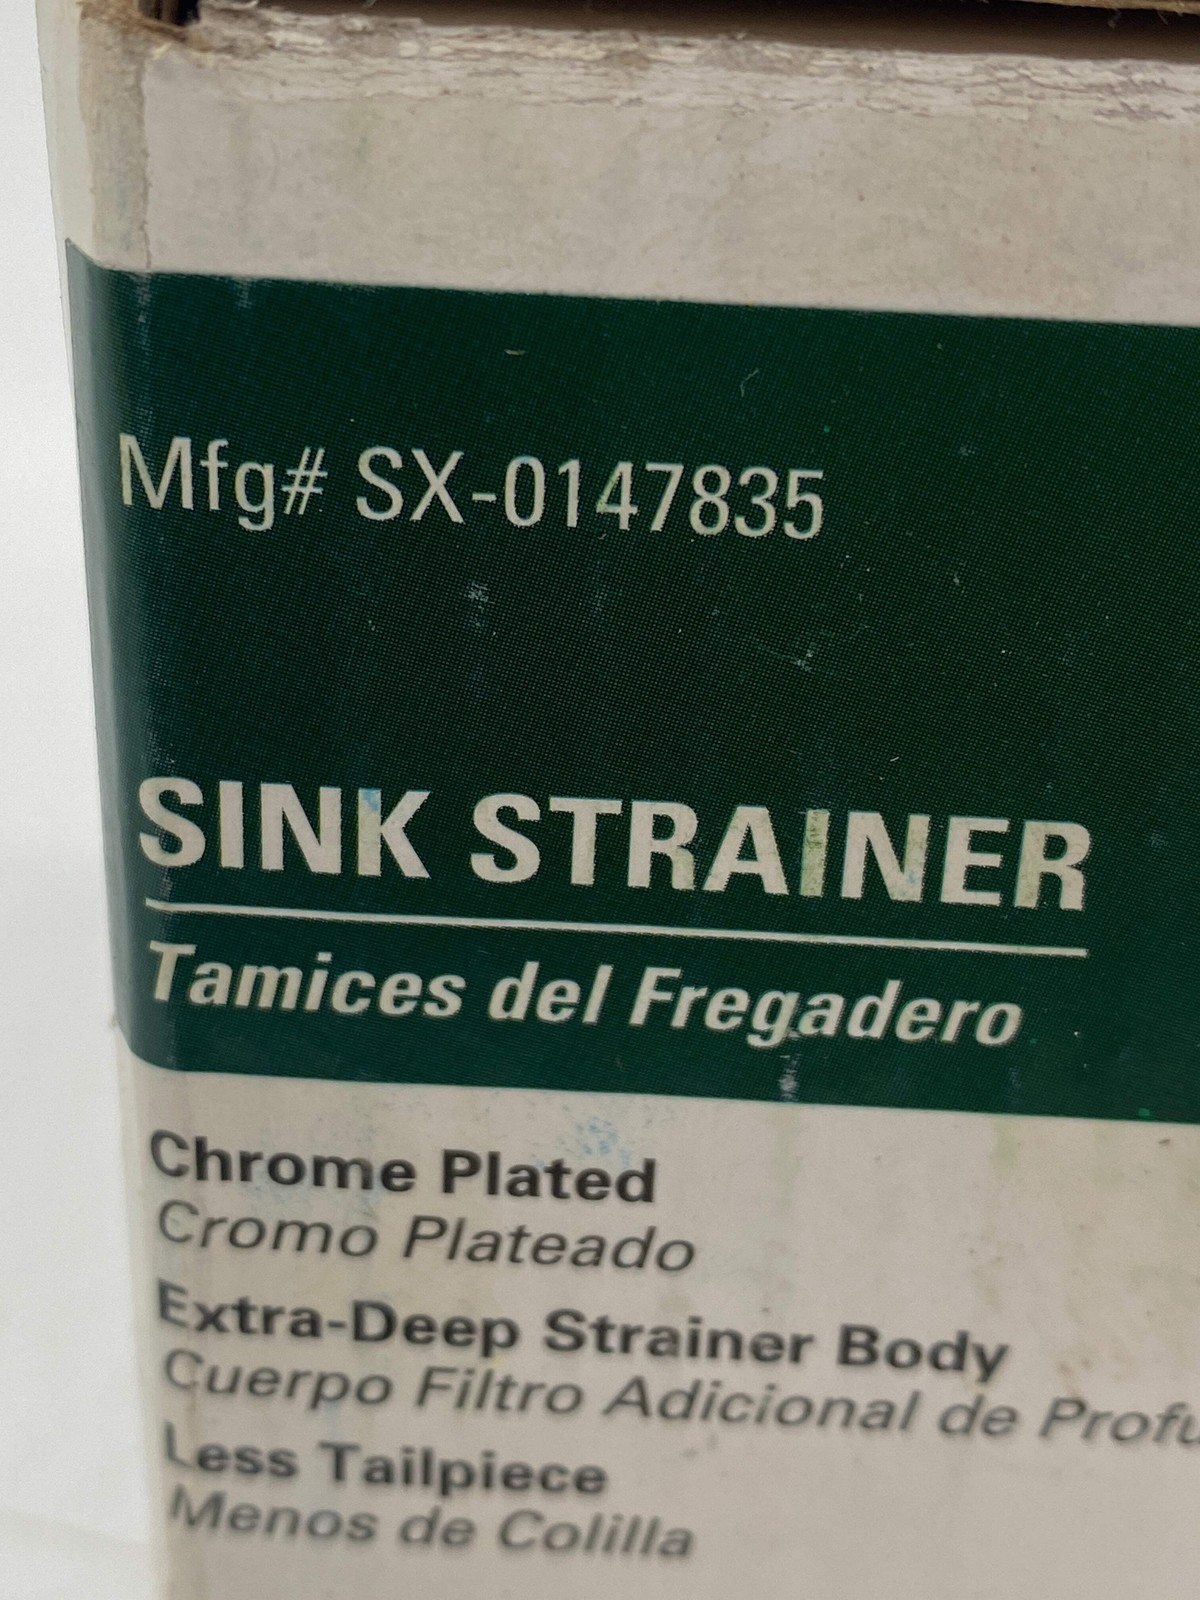 Mfg# SX-0147835
SINK STRAINER
Tamices del Fregadero
Chrome Plated
Cromo Plateado
Extra-Deep Strainer Body
Cuerpo Filtro Adicional de
Less Tailpiece
Menos de Colilla